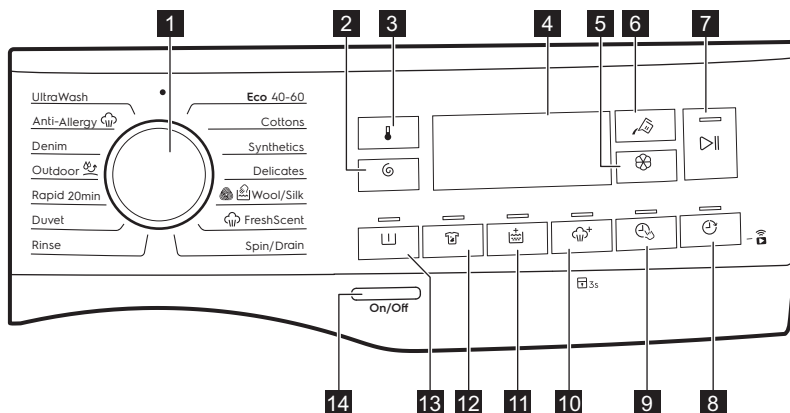 1
2
3
4
5
6
7
UltraWash
Anti-Allergy
Denim
Outdoor
Rapid 20min
Duvet
Rinse
Eco 40-60
Cottons
Synthetics
Delicates
Wool/Silk
FreshScent
Spin/Drain
3s
On/Off
14
13
12
11
10
9
8